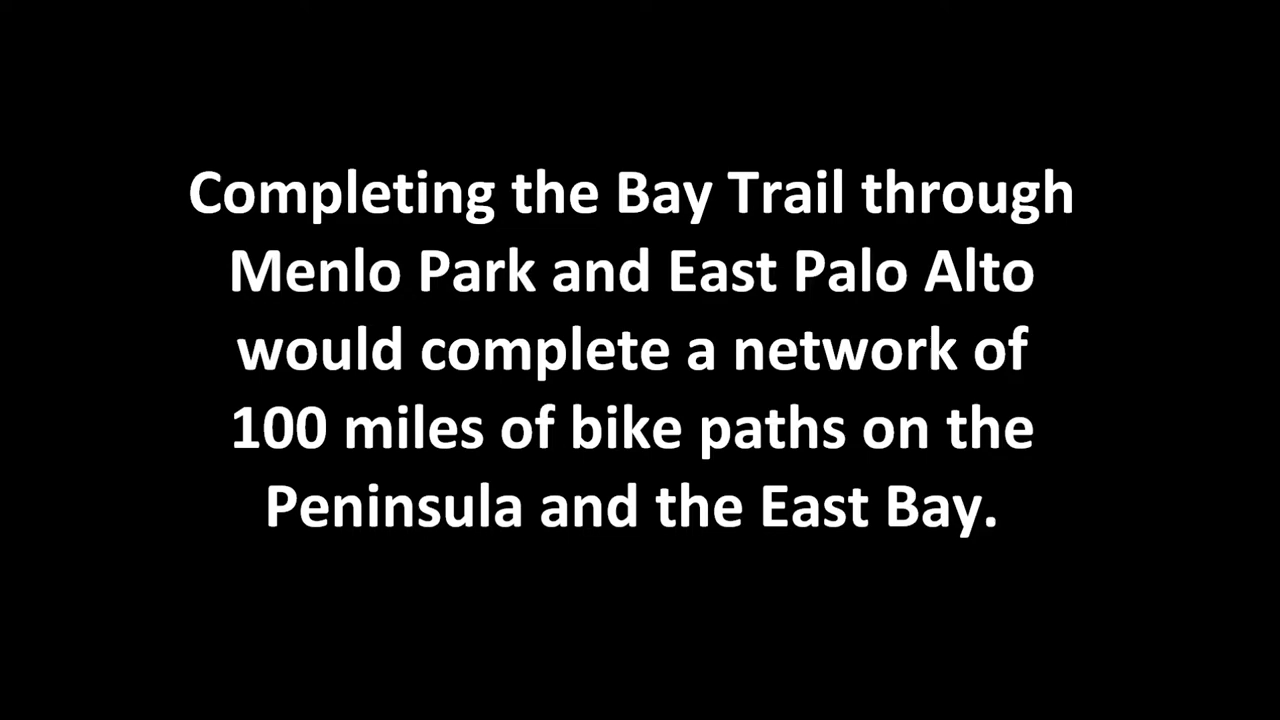 Completing the Bay Trail through
Menlo Park and East Palo Alto
would complete a network of
100 miles of bike paths on the
Peninsula and the East Bay.